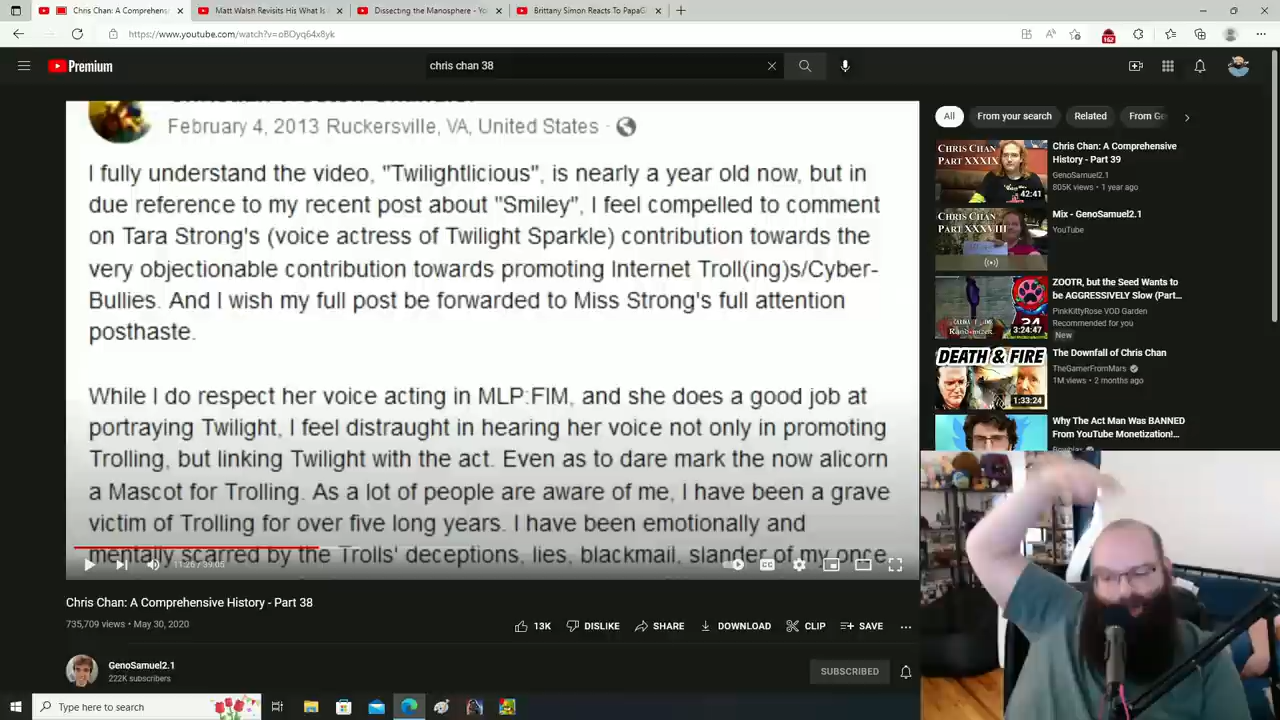 Chris Chan: A Comprehens
Matt Walsh Revisits His What Is
Dissecting the Manosphere - Yo
Brittany Simon Reacts To PapaG
https://www.youtube.com/watch?v=oBOyq64x8yk
162
Premium
chris chan 38
February 4, 2013 Ruckersville, VA, United States
I fully understand the video, "Twilightlicious", is nearly a year old now, but in
due reference to my recent post about "Smiley", I feel compelled to comment
on Tara Strong's (voice actress of Twilight Sparkle) contribution towards the
very objectionable contribution towards promoting Internet Troll(ing)s/Cyber-
Bullies. And I wish my full post be forwarded to Miss Strong's full attention
posthaste.
While I do respect her voice acting in MLP:FIM, and she does a good job at
portraying Twilight, I feel distraught in hearing her voice not only in promoting
Trolling, but linking Twilight with the act. Even as to dare mark the now alicorn
a Mascot for Trolling. As a lot of people are aware of me, I have been a grave
victim of Trolling for over five long years. I have been emotionally and
mentally scarred by the Trolls' deceptions, lies, blackmail, slander of my once
11:26 / 39:05
Chris Chan: A Comprehensive History - Part 38
735,709 views • May 30, 2020
13K
DISLIKE
SHARE
DOWNLOAD
CLIP
SAVE
GenoSamuel2.1
222K subscribers
SUBSCRIBED
All
From your search
Related
From Ge
CHRIS CHAN
PART XXXIX
42:41
Chris Chan: A Comprehensive
History - Part 39
GenoSamuel2.1
805K views • 1 year ago
CHRIS CHAN
PART XXXVIII
Mix - GenoSamuel2.1
YouTube
3:24:47
ZOOTR, but the Seed Wants to
be AGGRESSIVELY Slow (Part...
PinkKittyRose VOD Garden
Recommended for you
New
DEATH & FIRE
1:33:24
The Downfall of Chris Chan
TheGamerFromMars
1M views • 2 months ago
Why The Act Man Was BANNED
From YouTube Monetization!...
Type here to search